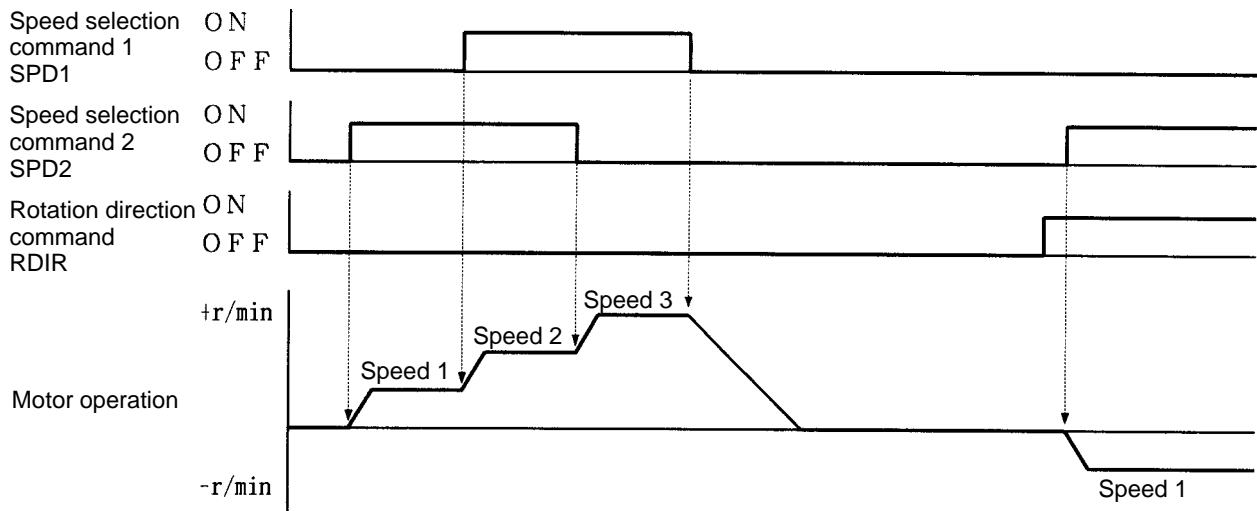 Speed selection
command 1
SPD1
ON
OFF
Speed selection
command 2
SPD2
ON
OFF
Rotation direction
command
RDIR
ON
OFF
Motor operation
+r/min
-r/min
Speed 1
Speed 2
Speed 3
Speed 1